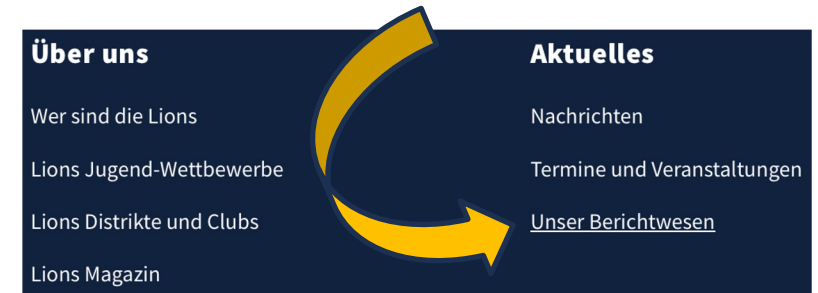 Über uns
Wer sind die Lions
Lions Jugend-Wettbewerbe
Lions Distrikte und Clubs
Lions Magazin
Aktuelles
Nachrichten
Termine und Veranstaltungen
Unser Berichtwesen